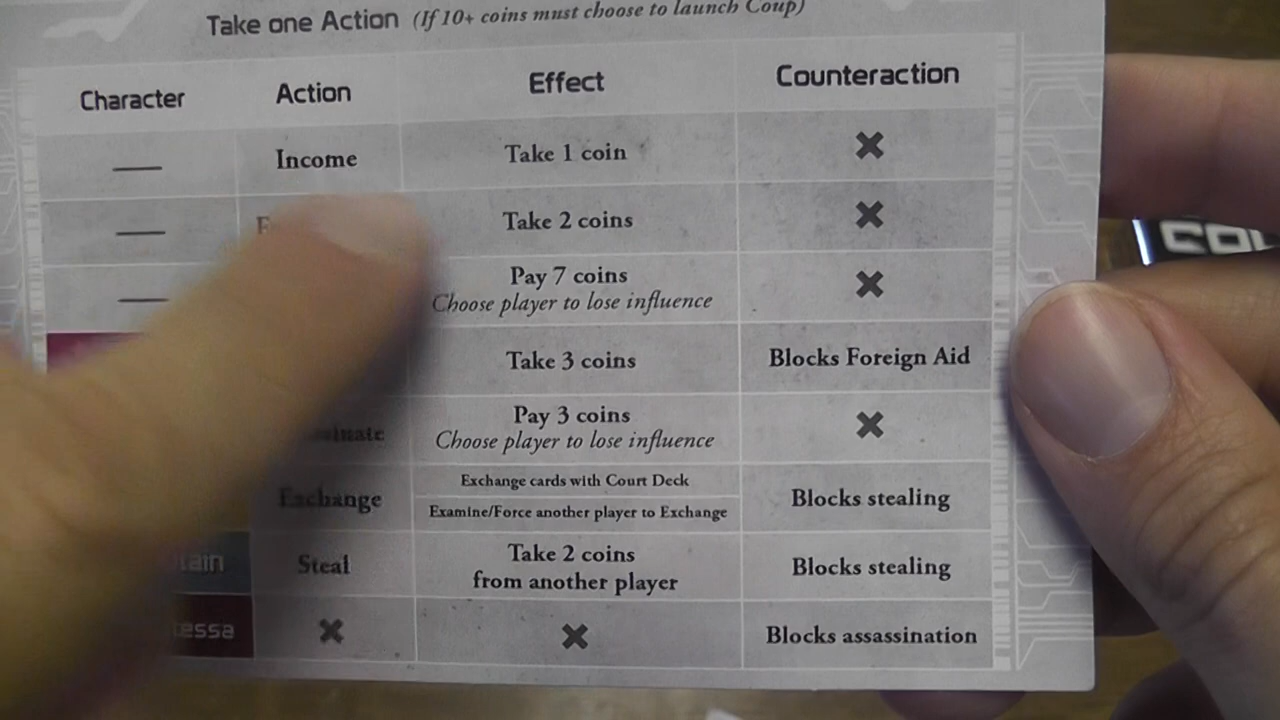 Take one Action (If 10+ coins must choose to launch Coup)
Character Action Effect Counteraction
— Income Take 1 coin ✖
— Take 2 coins ✖
— Pay 7 coins ✖
Choose player to lose influence
Take 3 coins Blocks Foreign Aid
Pay 3 coins ✖
Choose player to lose influence
Exchange Exchange cards with Court Deck Blocks stealing
Examine/Force another player to Exchange
Steal Take 2 coins Blocks stealing
from another player
✖ ✖ Blocks assassination